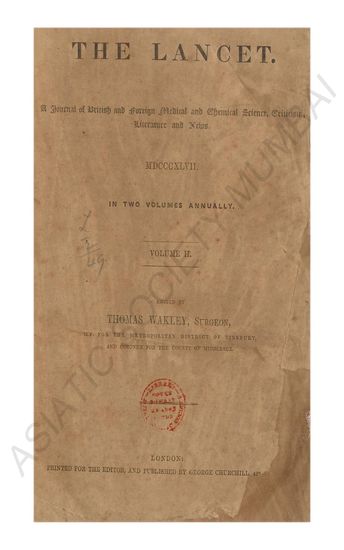 THE LANCET.
A Journal of British and Foreign Medical and Chemical Science, Criticism,
Literature and News.
MDCCCXLVII.
IN TWO VOLUMES ANNUALLY.
VOLUME II.
EDITED BY
THOMAS WAKLEY, SURGEON,
M.P. FOR THE METROPOLITAN DISTRICT OF FINSBURY,
AND CORONER FOR THE COUNTY OF MIDDLESEX.
LONDON:
PRINTED FOR THE EDITOR, AND PUBLISHED BY GEORGE CHURCHILL,
ASIATIC SOCIETY MUMBAI